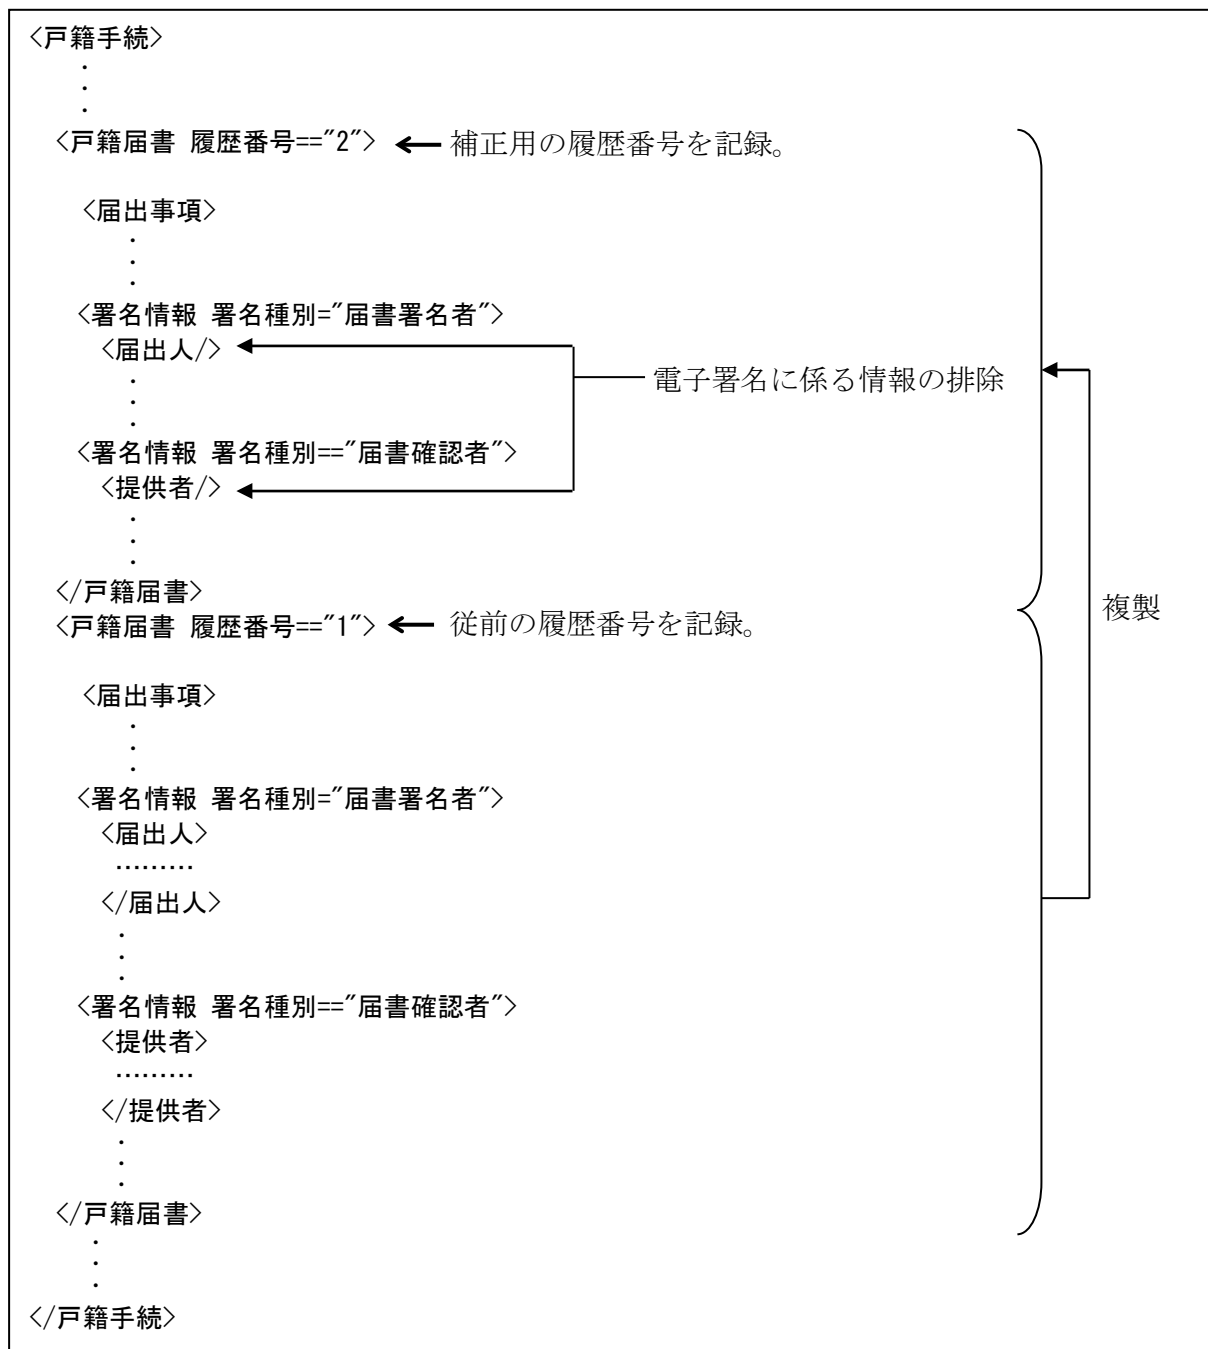 <戸籍手続>
・
・
・
<戸籍届書 履歴番号=="2"> ← 補正用の履歴番号を記録。
<届出事項>
・
・
・
<署名情報 署名種別="届書署名者">
<届出人/>
電子署名に係る情報の排除
・
・
・
<署名情報 署名種別=="届書確認者">
<提供者/>
・
・
・
</戸籍届書>
複製
<戸籍届書 履歴番号=="1"> ← 従前の履歴番号を記録。
<届出事項>
・
・
・
<署名情報 署名種別="届書署名者">
<届出人>
………
</届出人>
・
・
・
<署名情報 署名種別=="届書確認者">
<提供者>
………
</提供者>
・
・
・
</戸籍届書>
・
・
・
</戸籍手続>